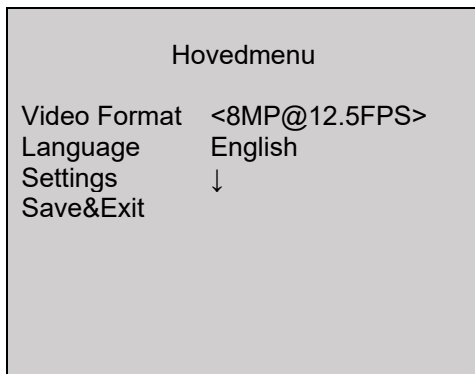 Hovedmenu
Video Format <8MP@12.5FPS>
Language English
Settings ↓
Save&Exit